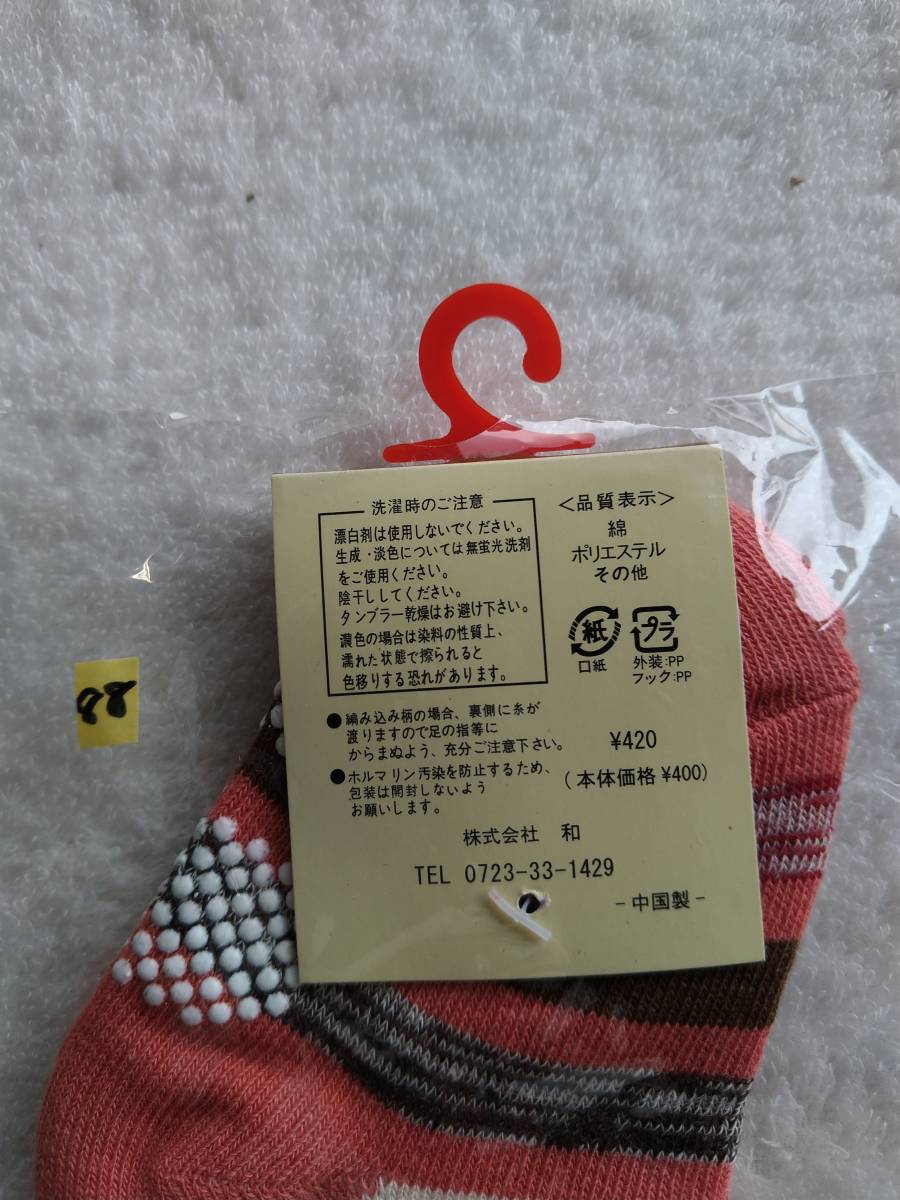 洗濯時のご注意
漂白剤は使用しないでください。
生成・淡色については無蛍光洗剤
をご使用ください。
陰干ししてください。
タンブラー乾燥はお避け下さい。
濃色の場合は染料の性質上、
濡れた状態で擦られると
色移りする恐れがあります。
●編み込み柄の場合、裏側に糸が
渡りますので足の指等に
からまぬよう、充分ご注意下さい。
●ホルマリン汚染を防止するため、
包装は開封しないよう
お願いします。
<品質表示>
綿
ポリエステル
その他
紙
口紙
プラ
外装:PP
フック:PP
¥420
(本体価格¥400)
株式会社 和
TEL 0723-33-1429
-中国製-
88